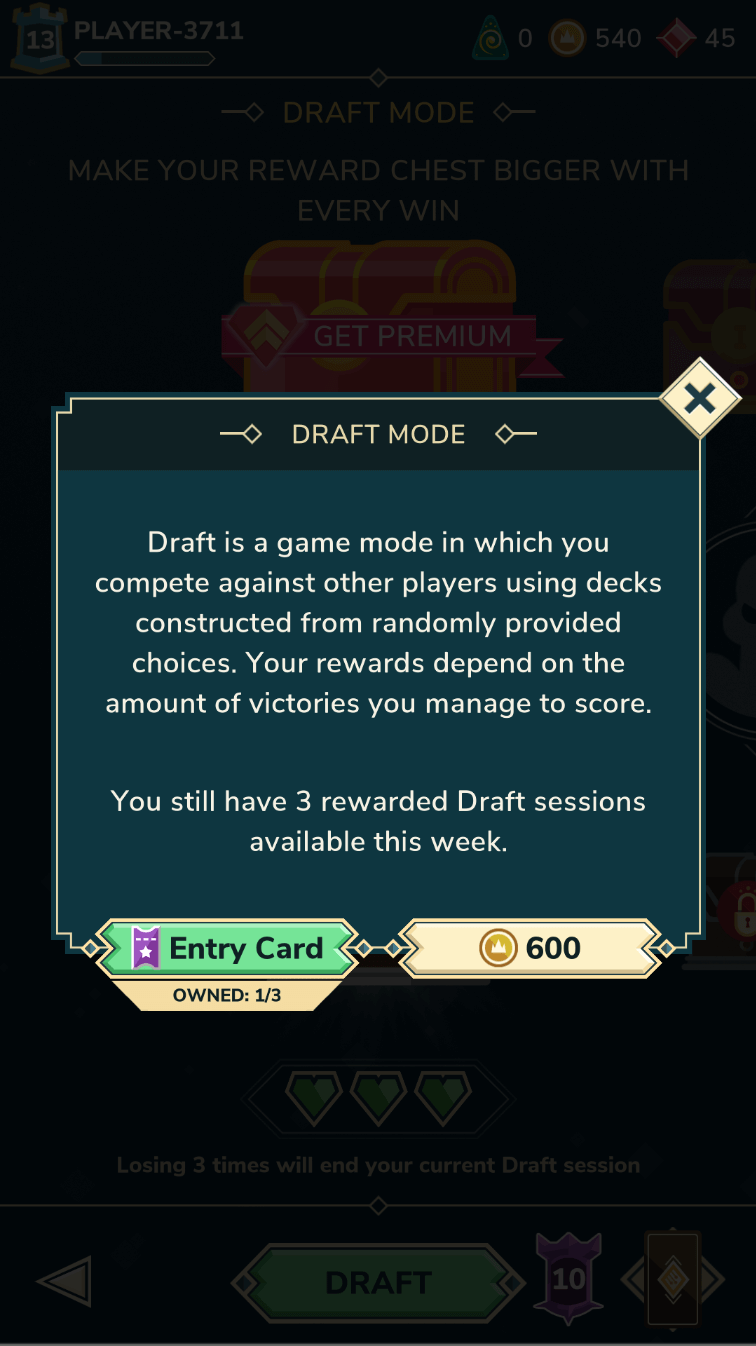 13 PLAYER-3711 0 540 45
DRAFT MODE
MAKE YOUR REWARD CHEST BIGGER WITH
EVERY WIN
GET PREMIUM
DRAFT MODE
Draft is a game mode in which you
compete against other players using decks
constructed from randomly provided
choices. Your rewards depend on the
amount of victories you manage to score.
You still have 3 rewarded Draft sessions
available this week.
Entry Card 600
OWNED: 1/3
Losing 3 times will end your current Draft session
DRAFT 10